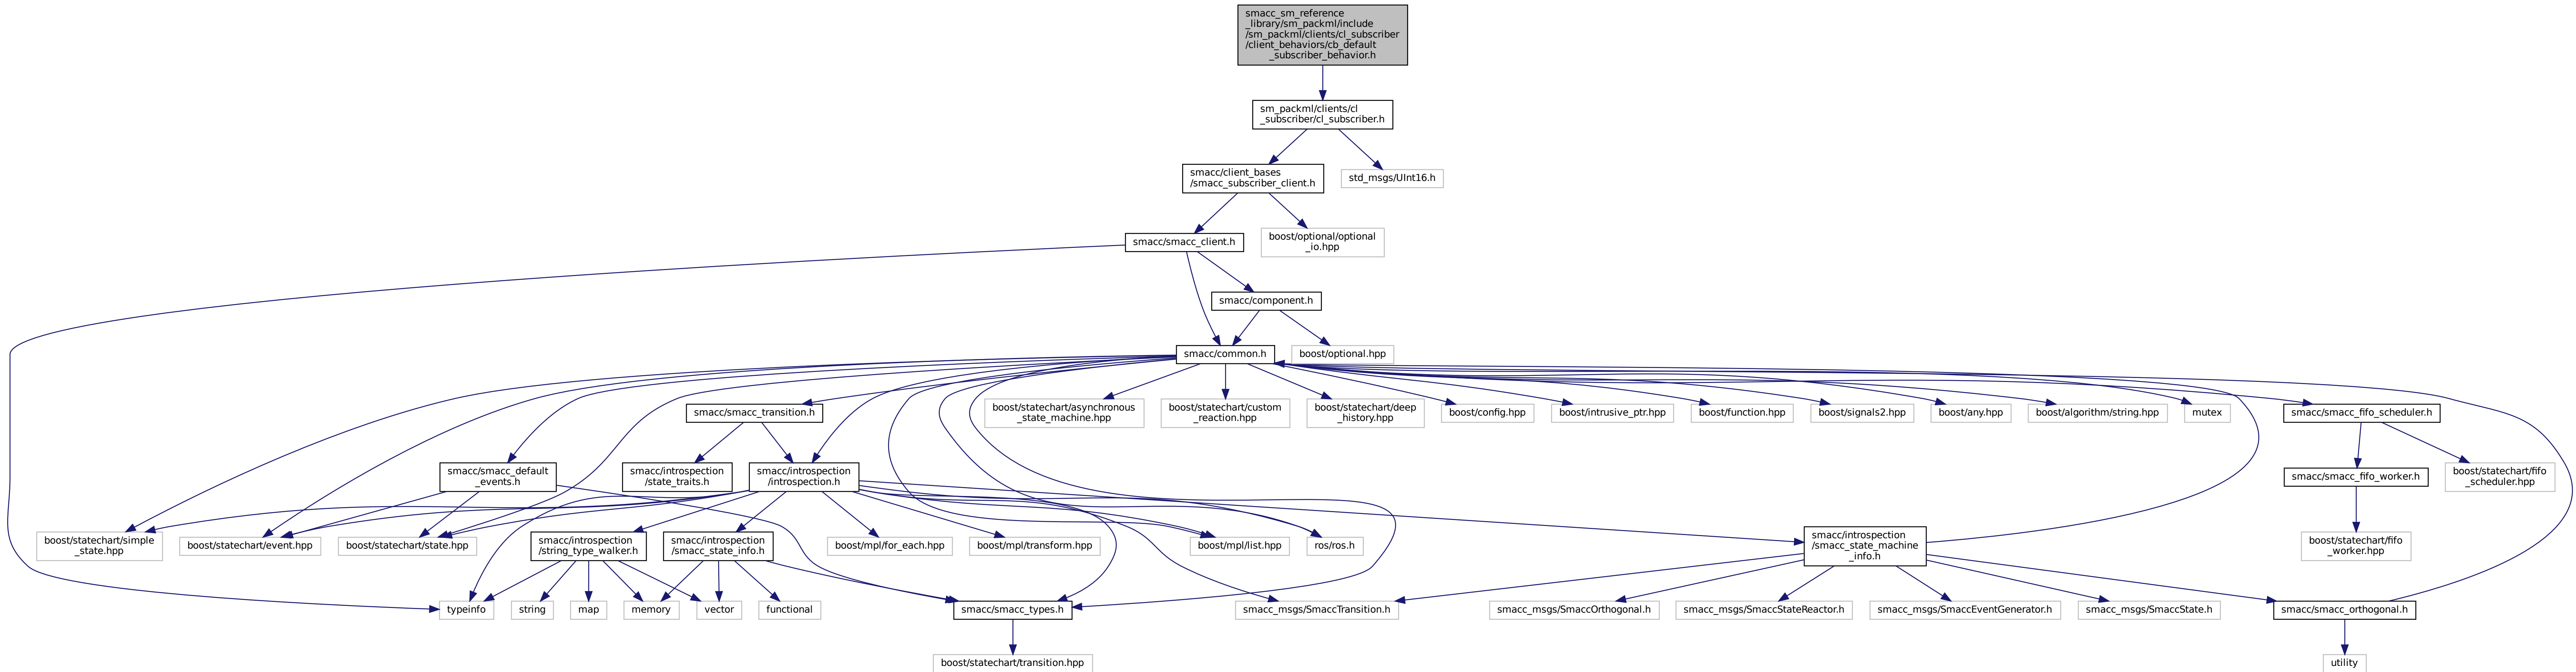 smacc_sm_reference
_library/sm_packml/include
/sm_packml/clients/cl_subscriber
/client_behaviors/cb_default
_subscriber_behavior.h
sm_packml/clients/cl
_subscriber/cl_subscriber.h
smacc/client_bases
/smacc_subscriber_client.h
std_msgs/UInt16.h
smacc/smacc_client.h
boost/optional/optional
_io.hpp
smacc/component.h
smacc/common.h
boost/optional.hpp
smacc/smacc_transition.h
boost/statechart/asynchronous
_state_machine.hpp
boost/statechart/custom
_reaction.hpp
boost/statechart/deep
_history.hpp
boost/config.hpp
boost/intrusive_ptr.hpp
boost/function.hpp
boost/signals2.hpp
boost/any.hpp
boost/algorithm/string.hpp
mutex
smacc/smacc_fifo_scheduler.h
smacc/smacc_default
_events.h
smacc/introspection
/state_traits.h
smacc/introspection
/introspection.h
smacc/smacc_fifo_worker.h
boost/statechart/fifo
_scheduler.hpp
boost/statechart/simple
_state.hpp
boost/statechart/event.hpp
boost/statechart/state.hpp
smacc/introspection
/string_type_walker.h
smacc/introspection
/smacc_state_info.h
boost/mpl/for_each.hpp
boost/mpl/transform.hpp
boost/mpl/list.hpp
ros/ros.h
smacc/introspection
/smacc_state_machine
_info.h
boost/statechart/fifo
_worker.hpp
typeinfo
string
map
memory
vector
functional
smacc/smacc_types.h
smacc_msgs/SmaccTransition.h
smacc_msgs/SmaccOrthogonal.h
smacc_msgs/SmaccStateReactor.h
smacc_msgs/SmaccEventGenerator.h
smacc_msgs/SmaccState.h
smacc/smacc_orthogonal.h
boost/statechart/transition.hpp
utility